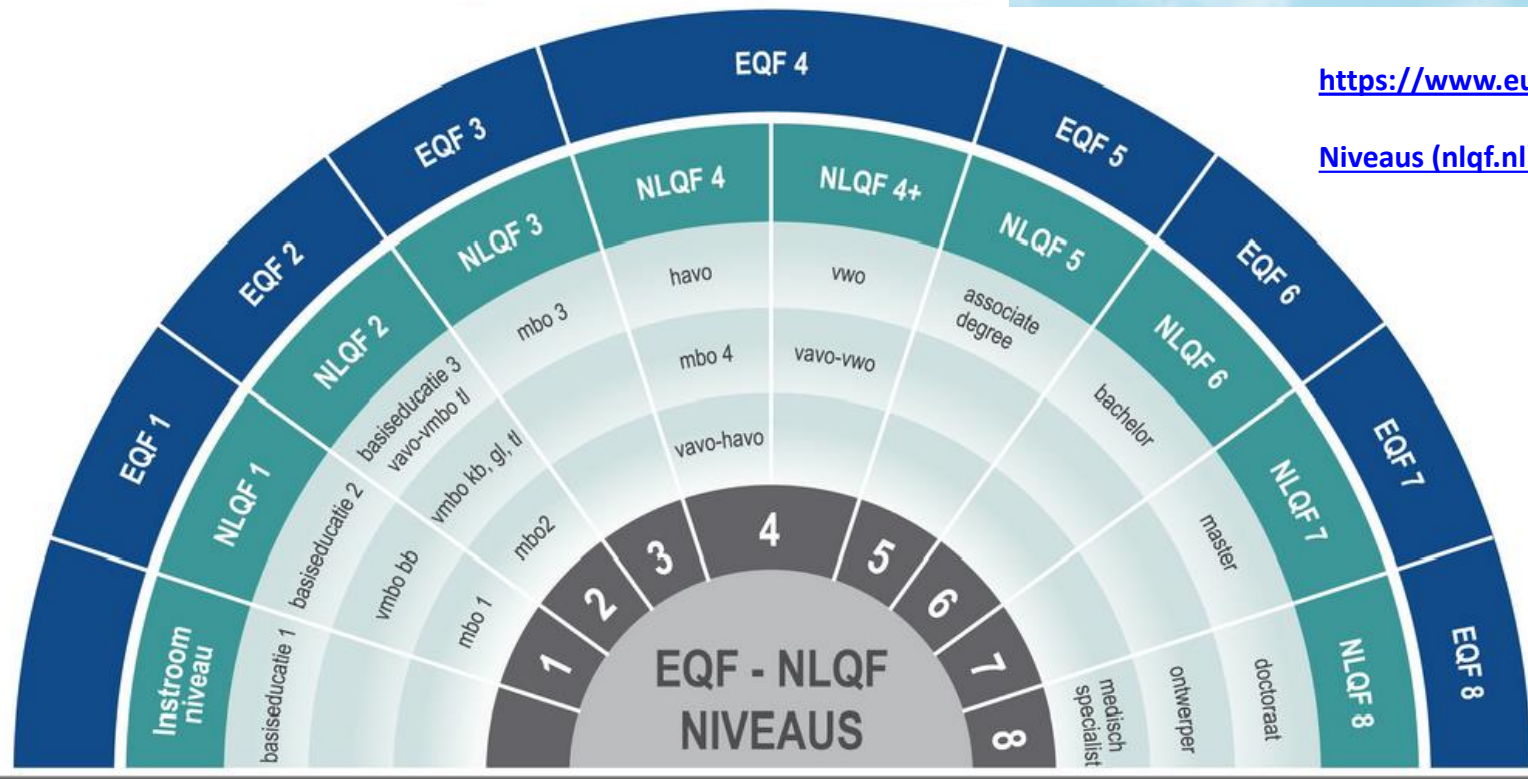 EQF 1
EQF 2
EQF 3
EQF 4
EQF 5
EQF 6
EQF 7
EQF 8
Instroom
niveau
NLQF 1
NLQF 2
NLQF 3
NLQF 4
NLQF 4+
NLQF 5
NLQF 6
NLQF 7
NLQF 8
basiseducatie 1
basiseducatie 2
vmbo bb
mbo 1
basiseducatie 3
vavo-vmbo tl
vmbo kb, gl, tl
mbo2
mbo 3
havo
mbo 4
vavo-havo
vwo
vavo-vwo
associate
degree
bachelor
master
doctoraat
ontwerper
medisch
specialist
1
2
3
4
5
6
7
8
EQF - NLQF
NIVEAUS
https://www.eu
Niveaus (nlqf.nl